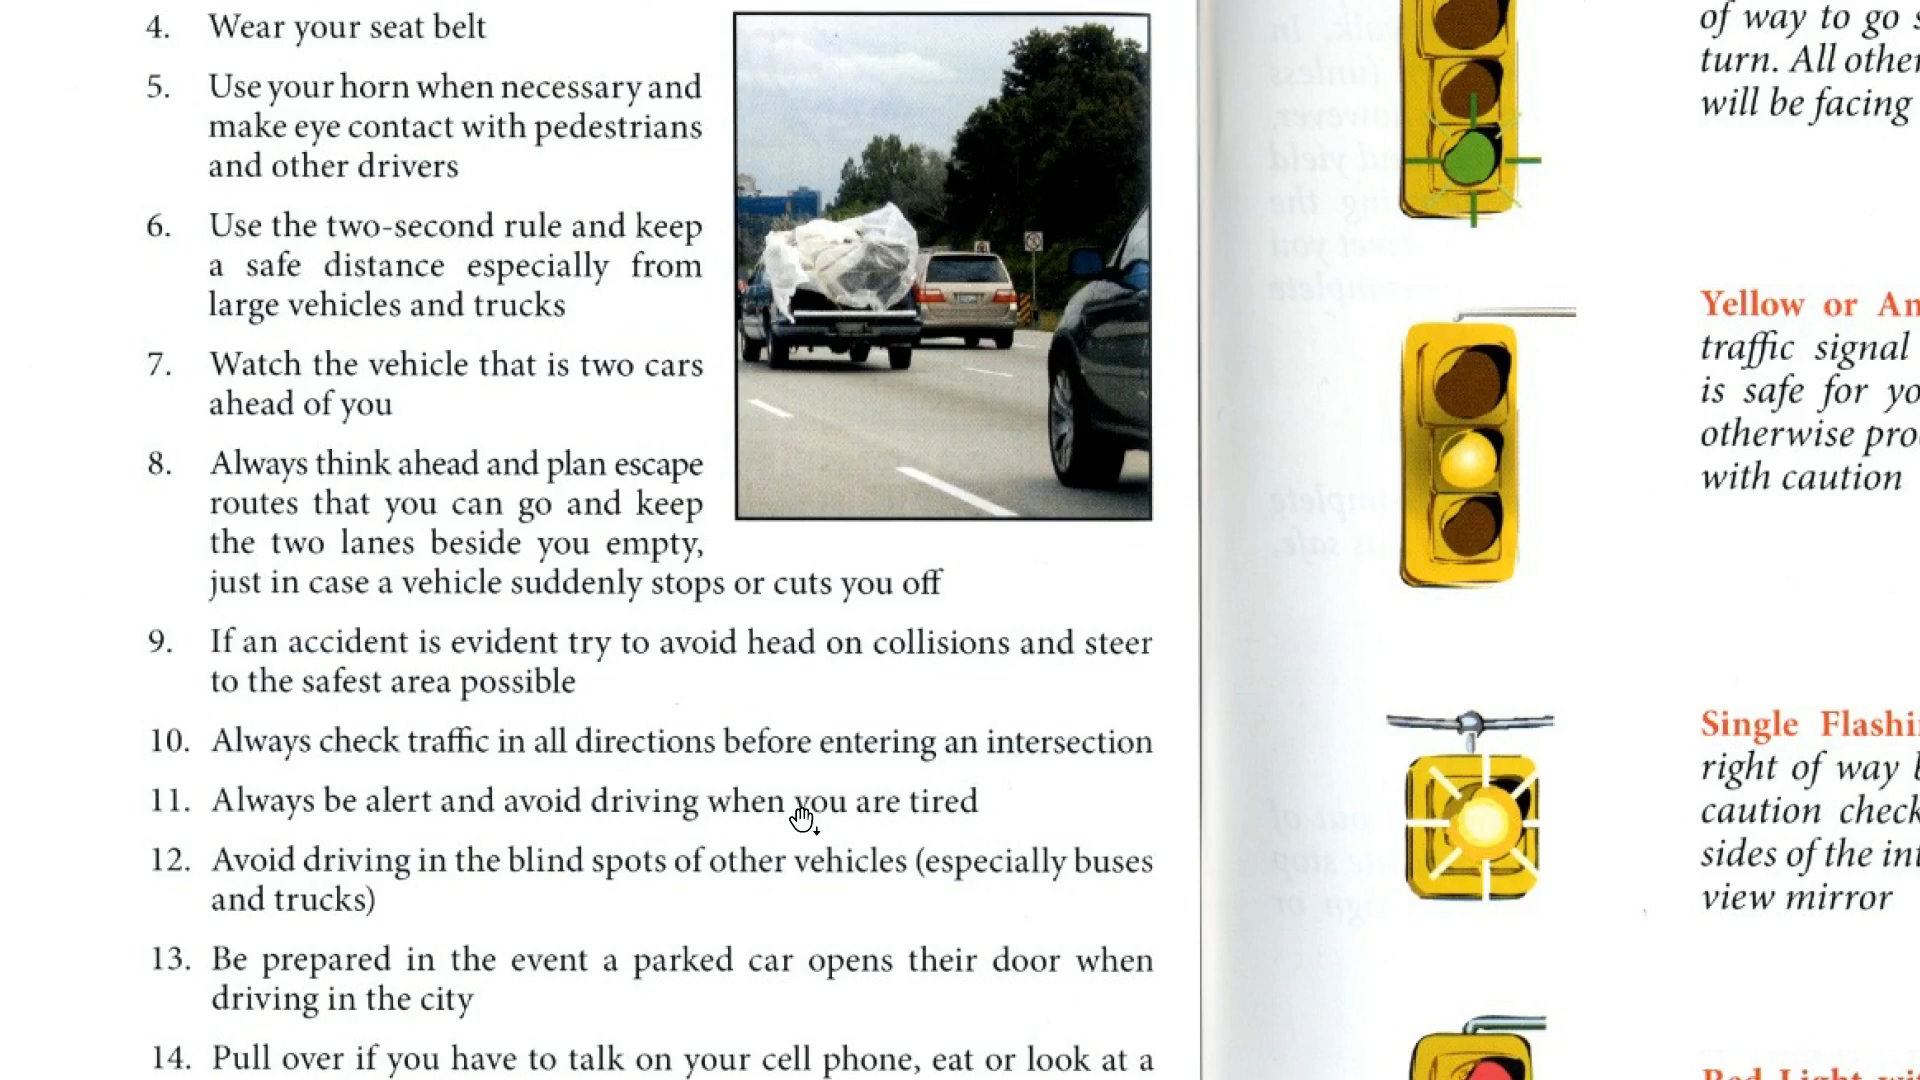 4. Wear your seat belt
5. Use your horn when necessary and
make eye contact with pedestrians
and other drivers
6. Use the two-second rule and keep
a safe distance especially from
large vehicles and trucks
7. Watch the vehicle that is two cars
ahead of you
8. Always think ahead and plan escape
routes that you can go and keep
the two lanes beside you empty,
just in case a vehicle suddenly stops or cuts you off
9. If an accident is evident try to avoid head on collisions and steer
to the safest area possible
10. Always check traffic in all directions before entering an intersection
11. Always be alert and avoid driving when you are tired
12. Avoid driving in the blind spots of other vehicles (especially buses
and trucks)
13. Be prepared in the event a parked car opens their door when
driving in the city
14. Pull over if you have to talk on your cell phone, eat or look at a
of way to go
turn. All other
will be facing
Yellow or
traffic signal
is safe for
otherwise
with caution
Single
right of way
caution check
sides of the
view mirror
Red Light